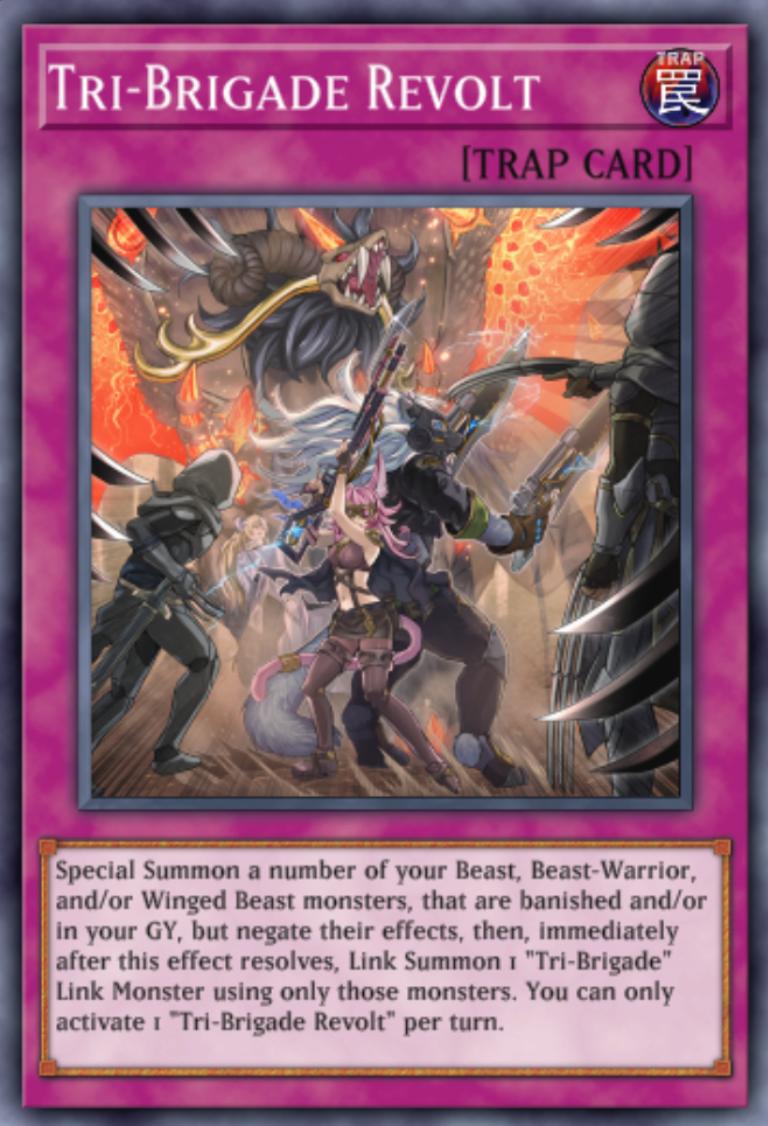 TRI-BRIGADE REVOLT
TRAP
罠
[TRAP CARD]
Special Summon a number of your Beast, Beast-Warrior,
and/or Winged Beast monsters, that are banished and/or
in your GY, but negate their effects, then, immediately
after this effect resolves, Link Summon 1 "Tri-Brigade"
Link Monster using only those monsters. You can only
activate 1 "Tri-Brigade Revolt" per turn.